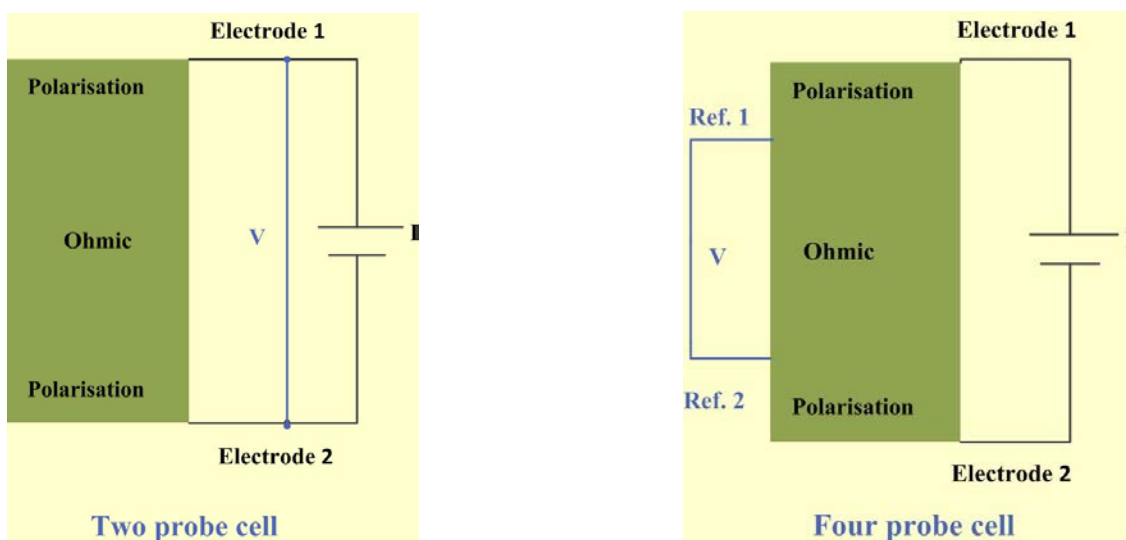 Electrode 1
Polarisation
V
Ohmic
Polarisation
Electrode 2
Two probe cell
Electrode 1
Polarisation
Ref. 1
V
Ohmic
Ref. 2
Polarisation
Electrode 2
Four probe cell